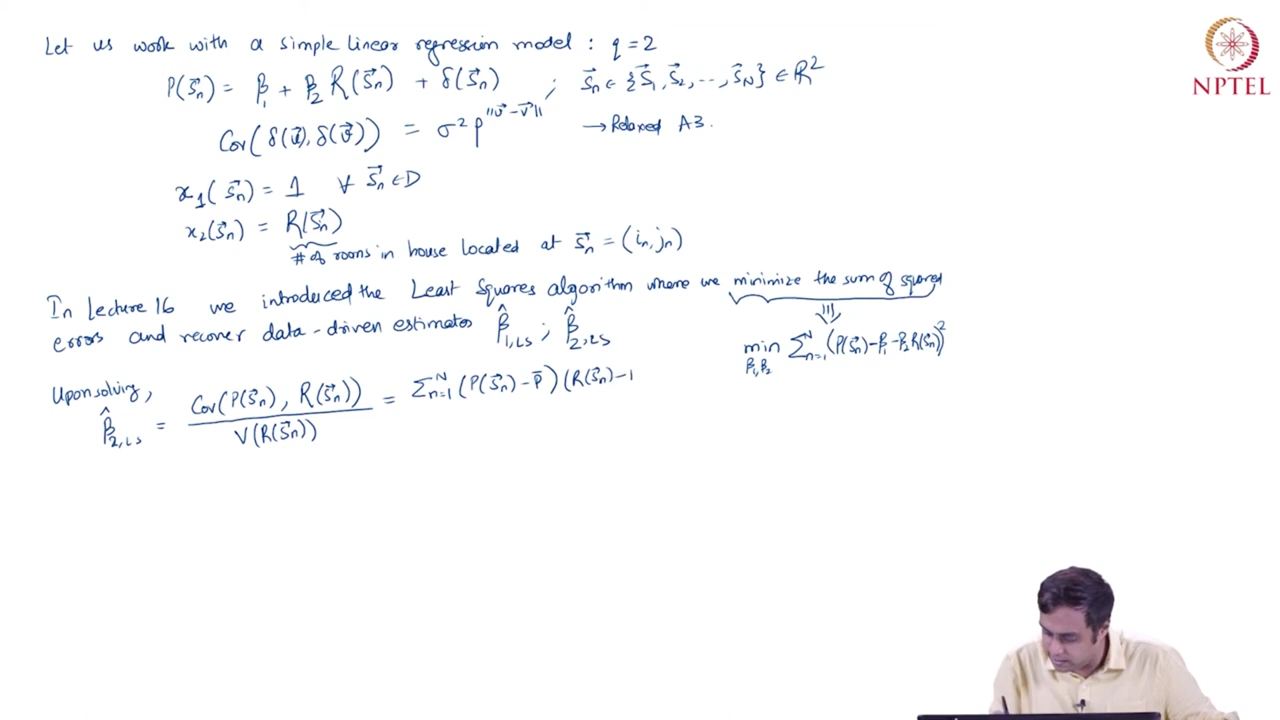 Let us work with a simple linear regression model : q = 2
P(s⃗n) = β₁ + β₂ R(s⃗n) + δ(s⃗n) ; s⃗n ∈ {s⃗1, s⃗2, ..., s⃗N} ∈ R²
Cov(δ(u⃗), δ(v⃗)) = σ² ρ^||u⃗ - v⃗|| → Relaxed A3.
x₁(s⃗n) = 1 ∀ s⃗n ∈ D
x₂(s⃗n) = R(s⃗n)
# of rooms in house located at s⃗n = (in, jn)
In Lecture 16 we introduced the Least Squares algorithm where we minimize the sum of squared
errors and recover data-driven estimates β̂1,LS ; β̂2,LS
min β₁,β₂ Σn=1^N (P(s⃗n) - β₁ - β₂R(s⃗n))²
Upon solving,
β̂2,LS = Cov(P(s⃗n), R(s⃗n)) / V(R(s⃗n)) = Σn=1^N (P(s⃗n) - P̄)(R(s⃗n) - 1
NPTEL